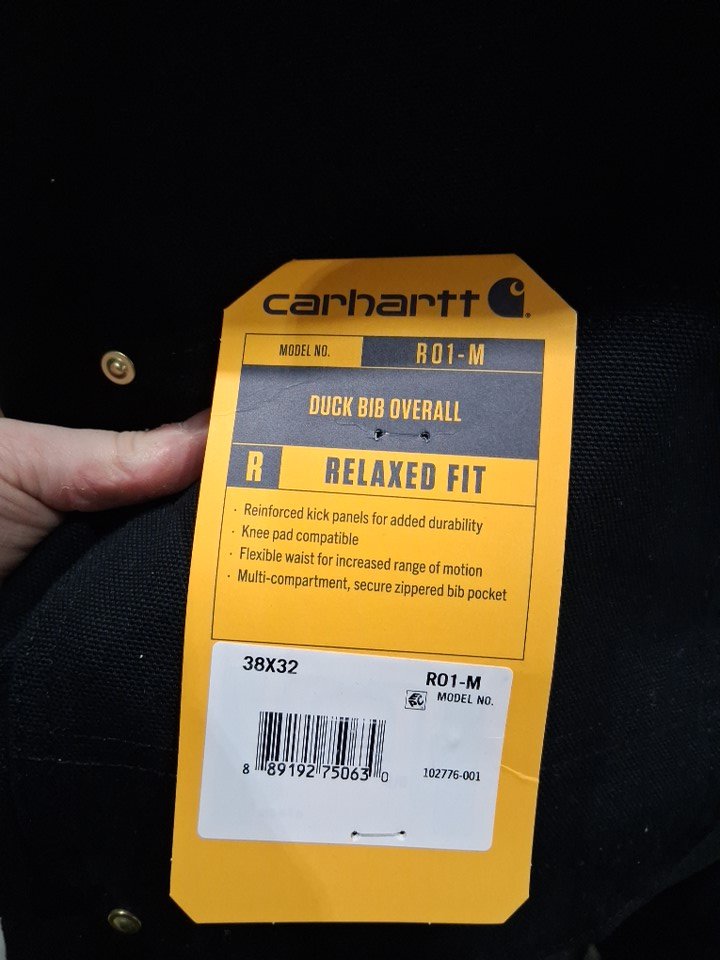 carhartt
MODEL NO. R01-M
DUCK BIB OVERALL
R RELAXED FIT
· Reinforced kick panels for added durability
· Knee pad compatible
· Flexible waist for increased range of motion
· Multi-compartment, secure zippered bib pocket
38X32
R01-M
MODEL NO.
8 89192 75063 0
102776-001